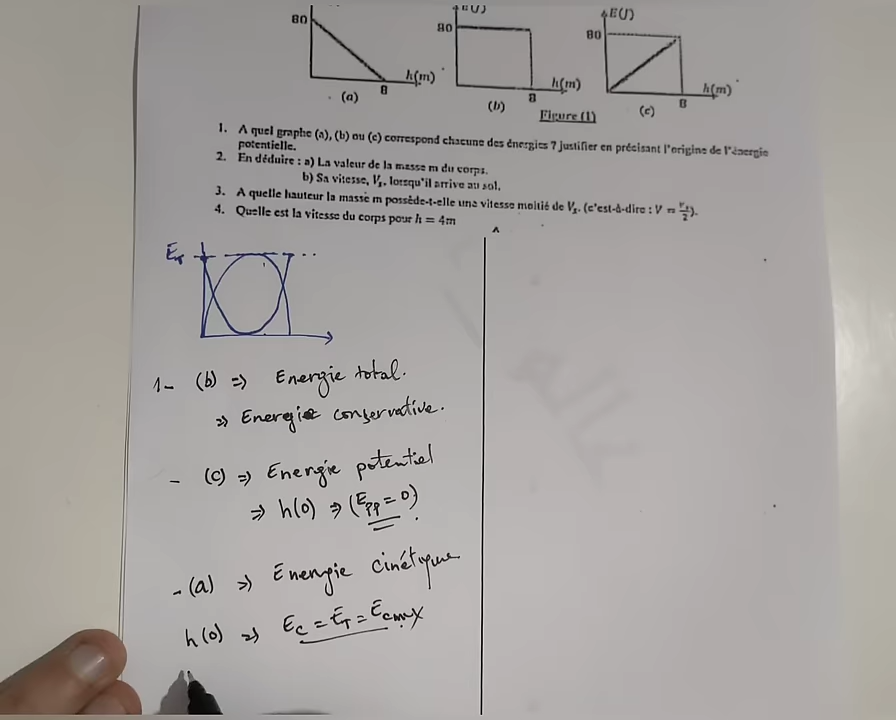 80 E(J) E(J)
80 80
h(m) h(m) h(m)
8 8 8
(a) (b) (c)
Figure (1)
1. A quel graphe (a), (b) ou (c) correspond chacune des énergies ? justifier en précisant l'origine de l'énergie
potentielle.
2. En déduire : a) La valeur de la masse m du corps.
b) Sa vitesse, Vs, lorsqu'il arrive au sol.
3. A quelle hauteur la masse m possède-t-elle une vitesse moitié de Vs. (c'est-à-dire : V = Vs/2).
4. Quelle est la vitesse du corps pour h = 4m
ET
1- (b) => Energie total.
=> Energie conservative.
- (c) => Energie potentiel
=> h(0) => (Epp = 0).
- (a) => Energie cinétique
h(0) => Ec = ET = Ecmax